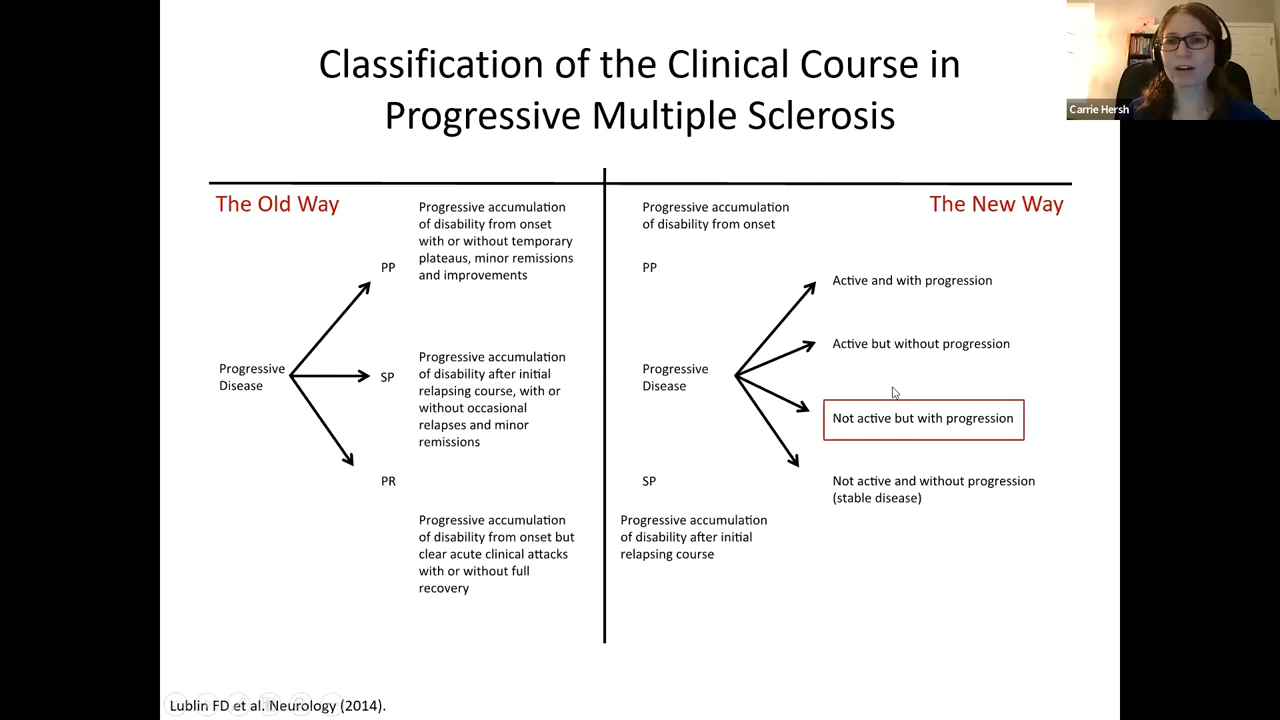 Classification of the Clinical Course in
Progressive Multiple Sclerosis
Carrie Hersh
The Old Way
Progressive accumulation
of disability from onset
with or without temporary
plateaus, minor remissions
and improvements
PP
Progressive
Disease
SP
Progressive accumulation
of disability after initial
relapsing course, with or
without occasional
relapses and minor
remissions
PR
Progressive accumulation
of disability from onset but
clear acute clinical attacks
with or without full
recovery
The New Way
Progressive accumulation
of disability from onset
PP
Progressive
Disease
Active and with progression
Active but without progression
Not active but with progression
Not active and without progression
(stable disease)
SP
Progressive accumulation
of disability after initial
relapsing course
Lublin FD et al. Neurology (2014).